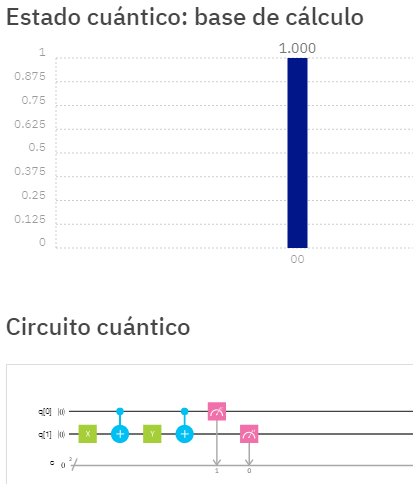 Estado cuántico: base de cálculo
1.000
1
0.875
0.75
0.625
0.5
0.375
0.25
0.125
0
00
Circuito cuántico
q[0] |0⟩
q[1] |0⟩ X + Y +
c 0 2
1 0